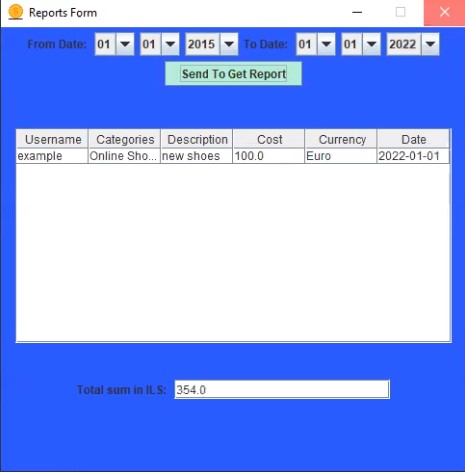 Reports Form
From Date: 01 01 2015 To Date: 01 01 2022
Send To Get Report
Username Categories Description Cost Currency Date
example Online Sho... new shoes 100.0 Euro 2022-01-01
Total sum in ILS: 354.0